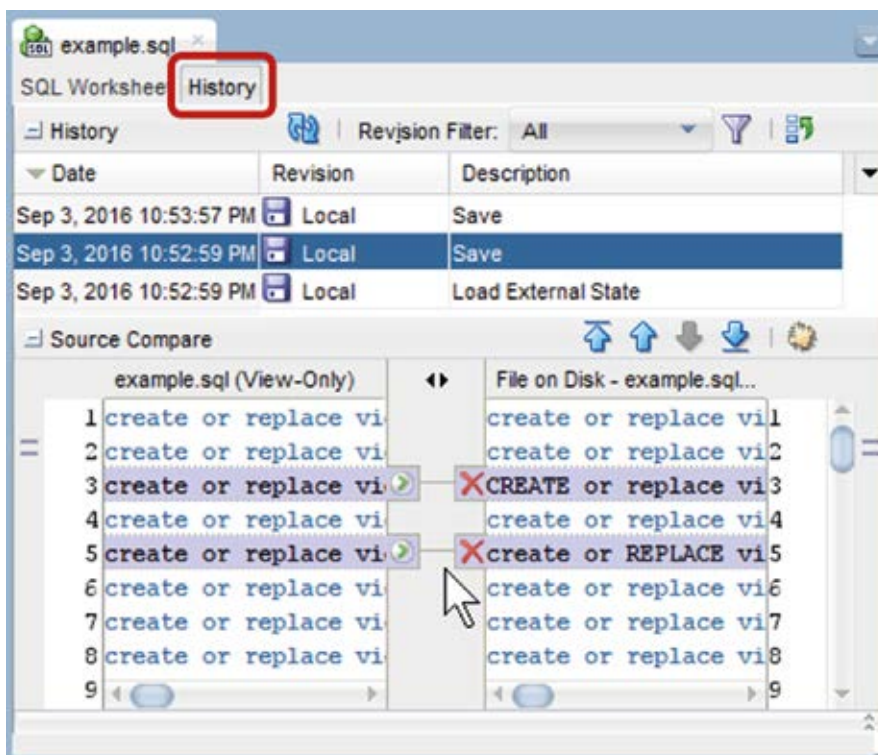 SQL example.sql
SQL Worksheet History
History Revision Filter: All
Date Revision Description
Sep 3, 2016 10:53:57 PM Local Save
Sep 3, 2016 10:52:59 PM Local Save
Sep 3, 2016 10:52:59 PM Local Load External State
Source Compare
example.sql (View-Only) File on Disk - example.sql...
1 create or replace vi create or replace vi 1
2 create or replace vi create or replace vi 2
3 create or replace vi CREATE or replace vi 3
4 create or replace vi create or replace vi 4
5 create or replace vi create or REPLACE vi 5
6 create or replace vi create or replace vi 6
7 create or replace vi create or replace vi 7
8 create or replace vi create or replace vi 8
9 9